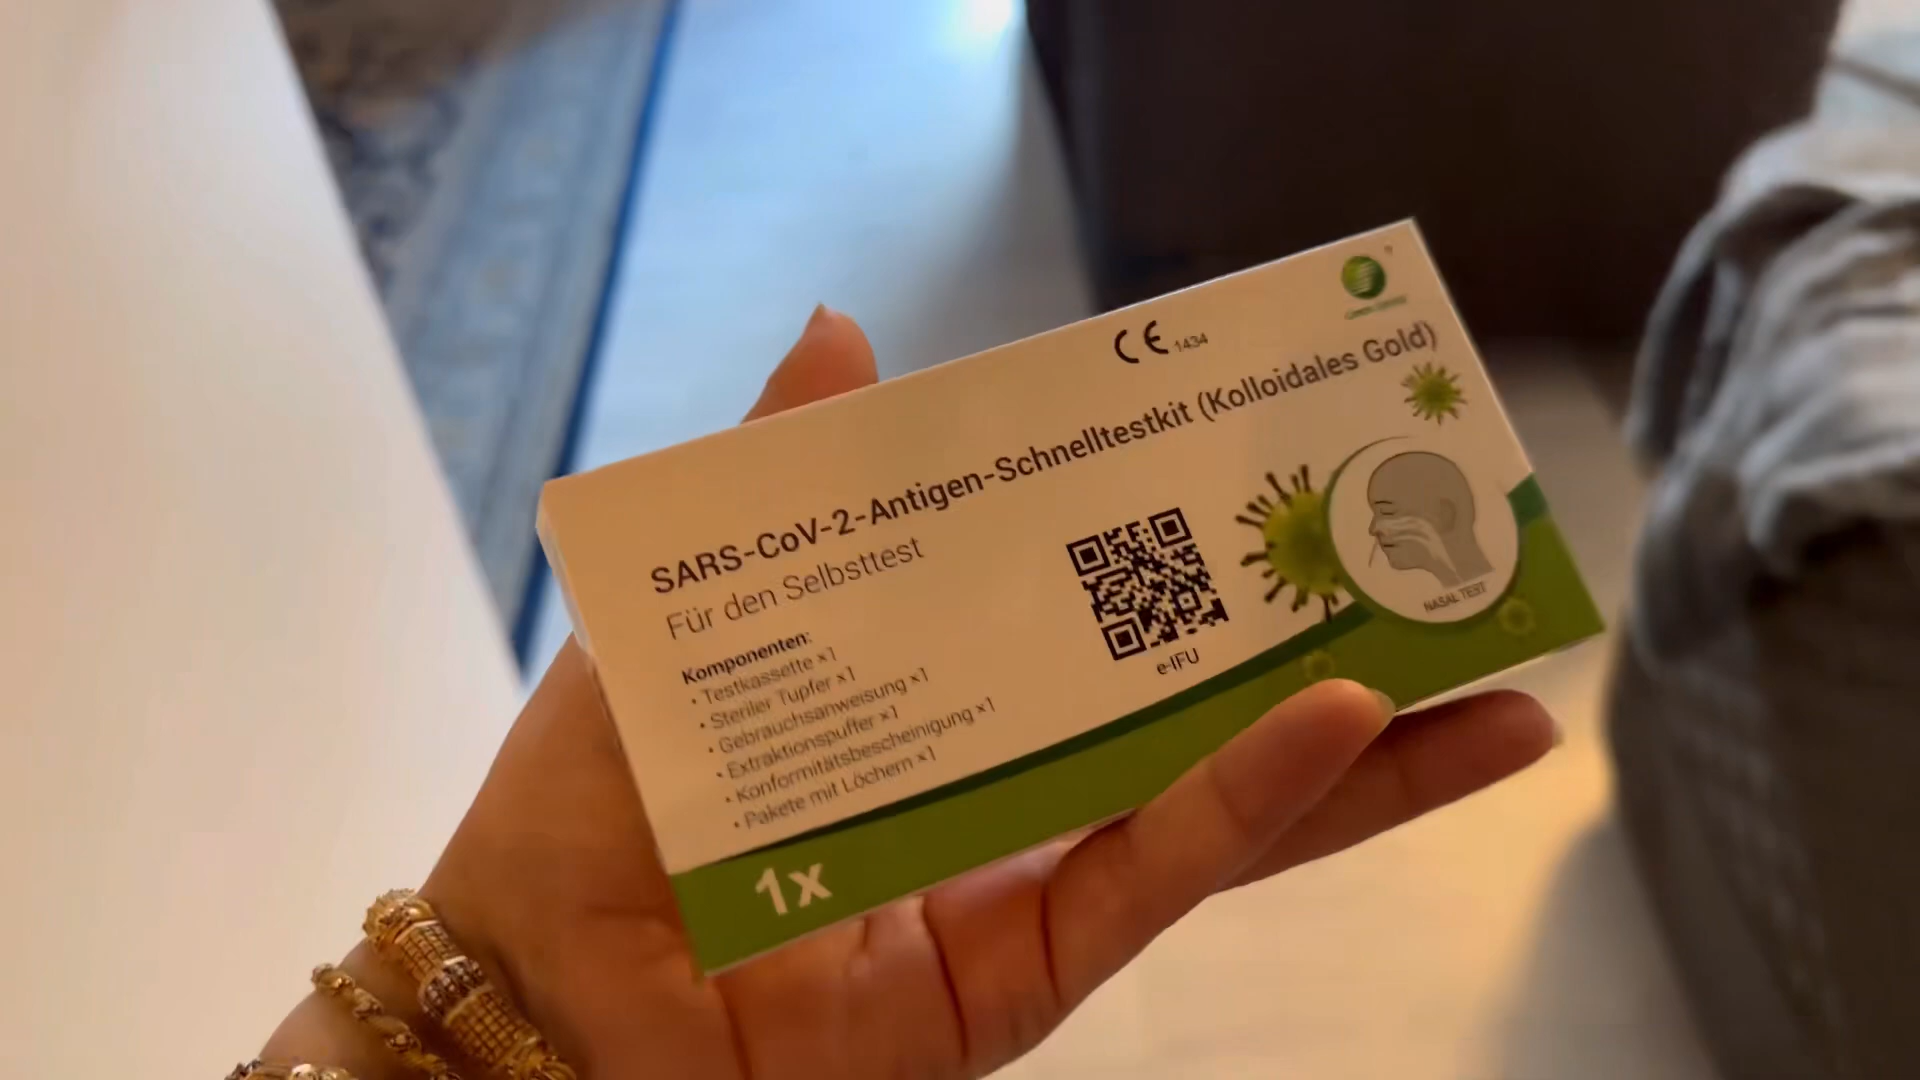 CE 1434
SARS-CoV-2-Antigen-Schnelltestkit (Kolloidales Gold)
Für den Selbsttest
Komponenten:
• Testkassette ×1
• Steriler Tupfer ×1
• Gebrauchsanweisung ×1
• Extraktionspuffer ×1
• Konformitätsbescheinigung ×1
• Pakete mit Löchern ×1
e-IFU
NASAL TEST
1x